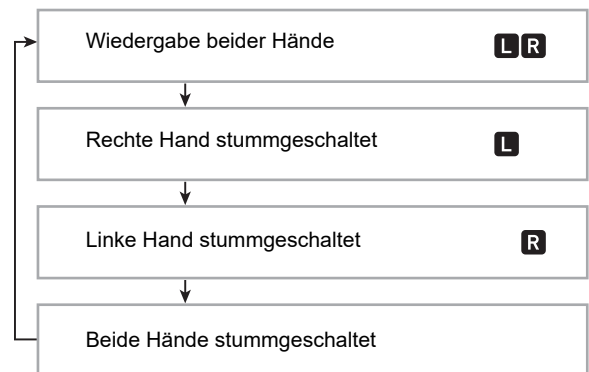 Wiedergabe beider Hände L R
Rechte Hand stummgeschaltet L
Linke Hand stummgeschaltet R
Beide Hände stummgeschaltet